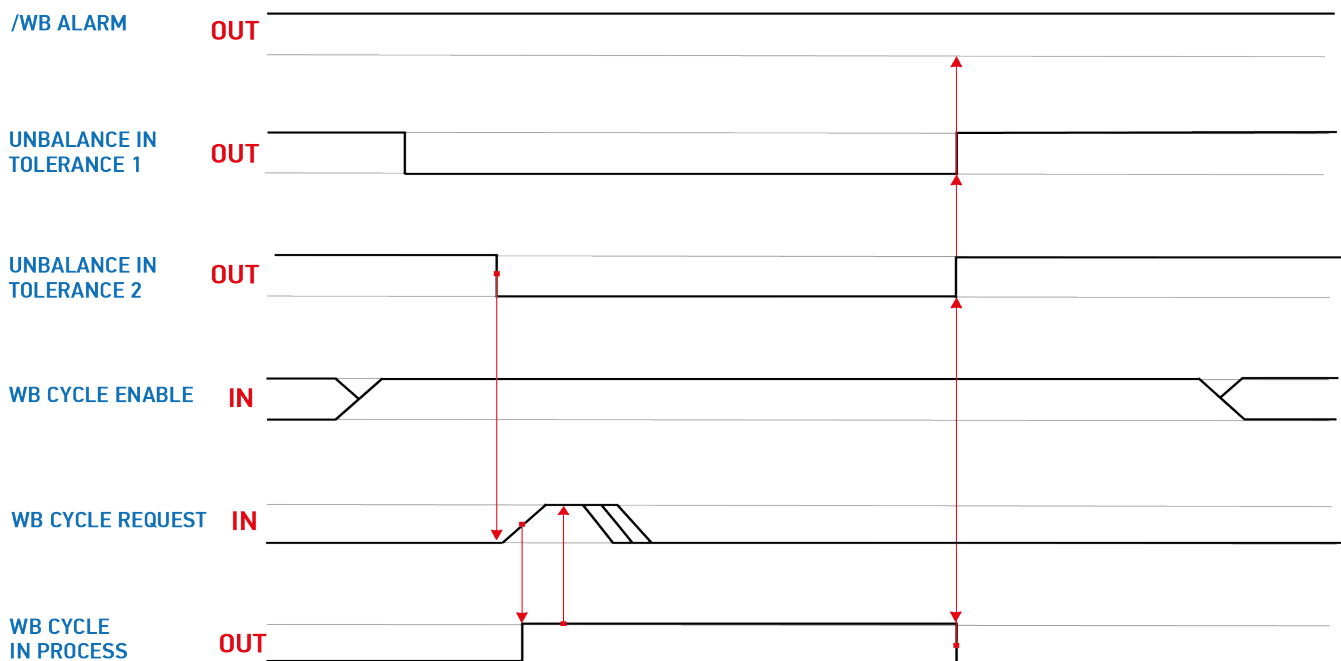 /WB ALARM OUT
UNBALANCE IN
TOLERANCE 1 OUT
UNBALANCE IN
TOLERANCE 2 OUT
WB CYCLE ENABLE IN
WB CYCLE REQUEST IN
WB CYCLE
IN PROCESS OUT